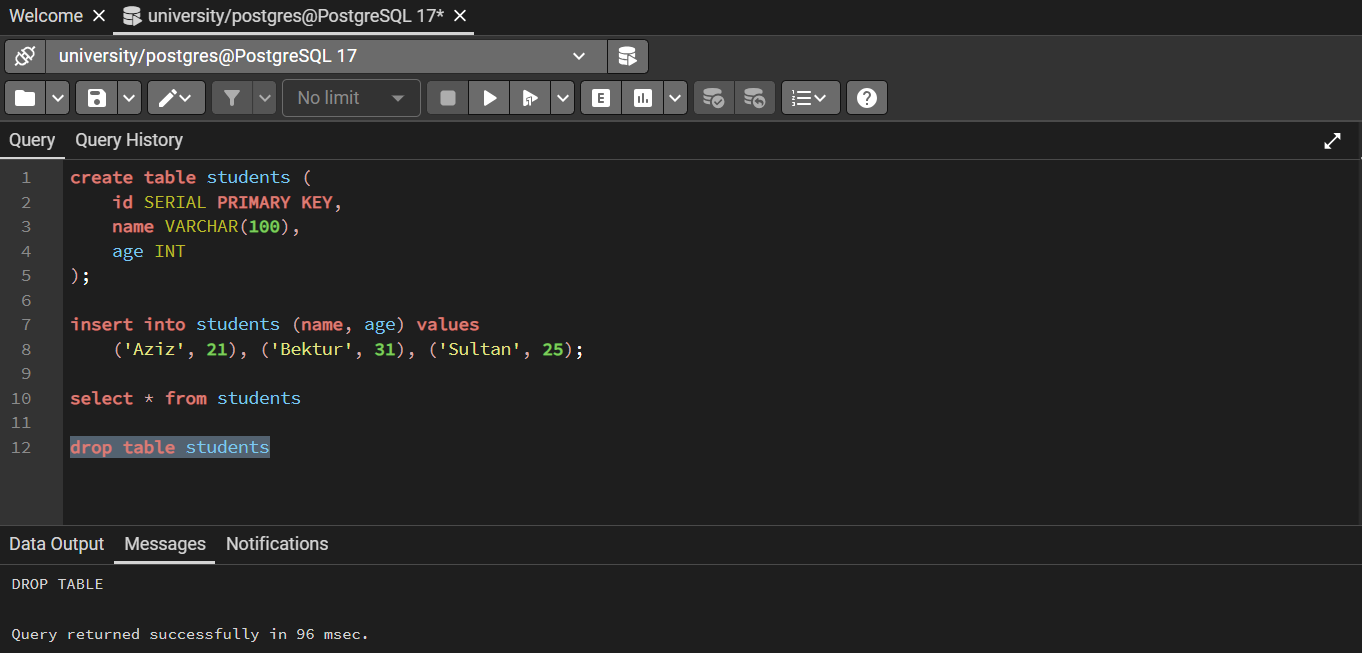 Welcome
university/postgres@PostgreSQL 17*
university/postgres@PostgreSQL 17
No limit
E
Query Query History
1 create table students (
2     id SERIAL PRIMARY KEY,
3     name VARCHAR(100),
4     age INT
5 );
6
7 insert into students (name, age) values
8     ('Aziz', 21), ('Bektur', 31), ('Sultan', 25);
9
10 select * from students
11
12 drop table students
Data Output Messages Notifications
DROP TABLE
Query returned successfully in 96 msec.